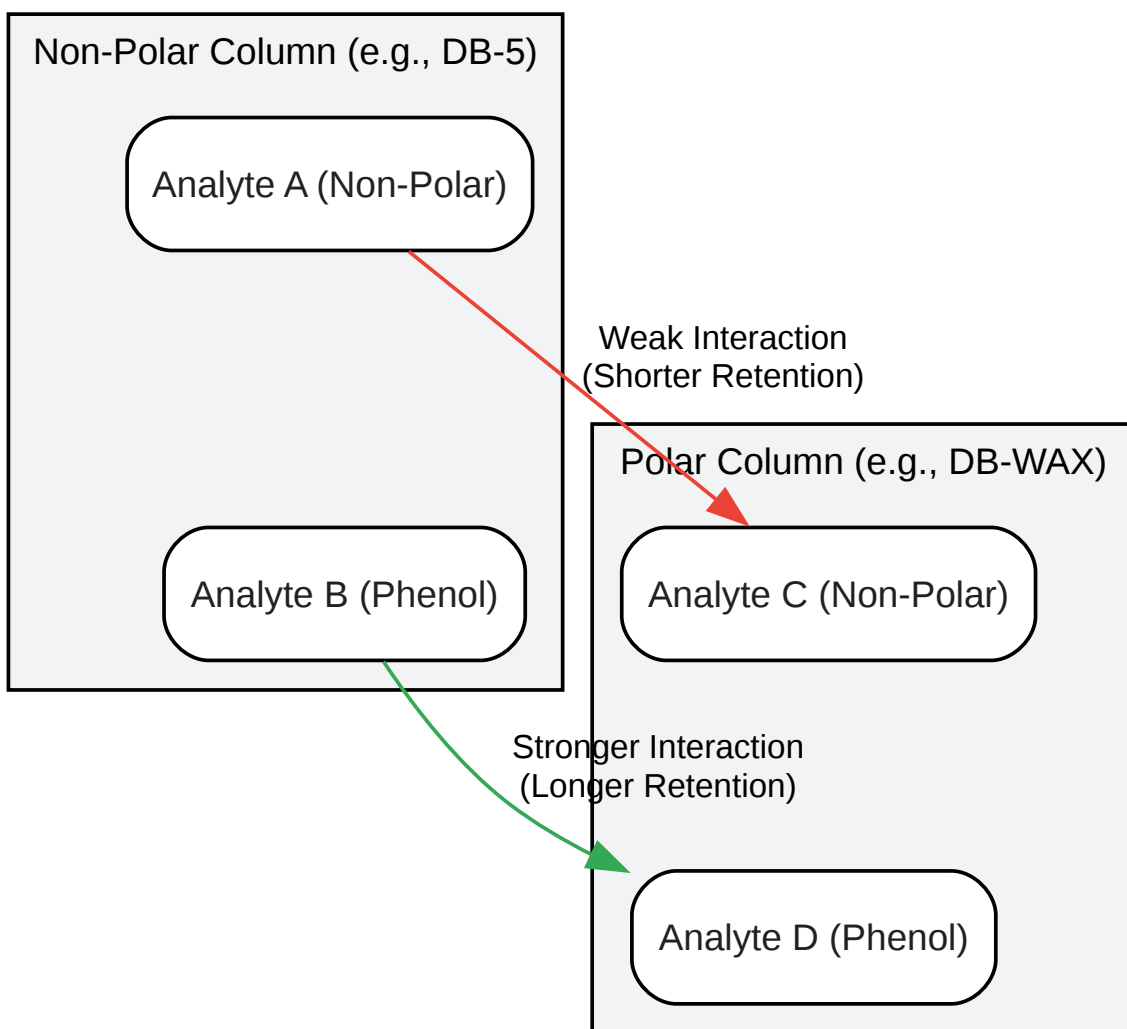 Non-Polar Column (e.g., DB-5)
Analyte A (Non-Polar)
Weak Interaction
(Shorter Retention)
Polar Column (e.g., DB-WAX)
Analyte B (Phenol)
Analyte C (Non-Polar)
Stronger Interaction
(Longer Retention)
Analyte D (Phenol)